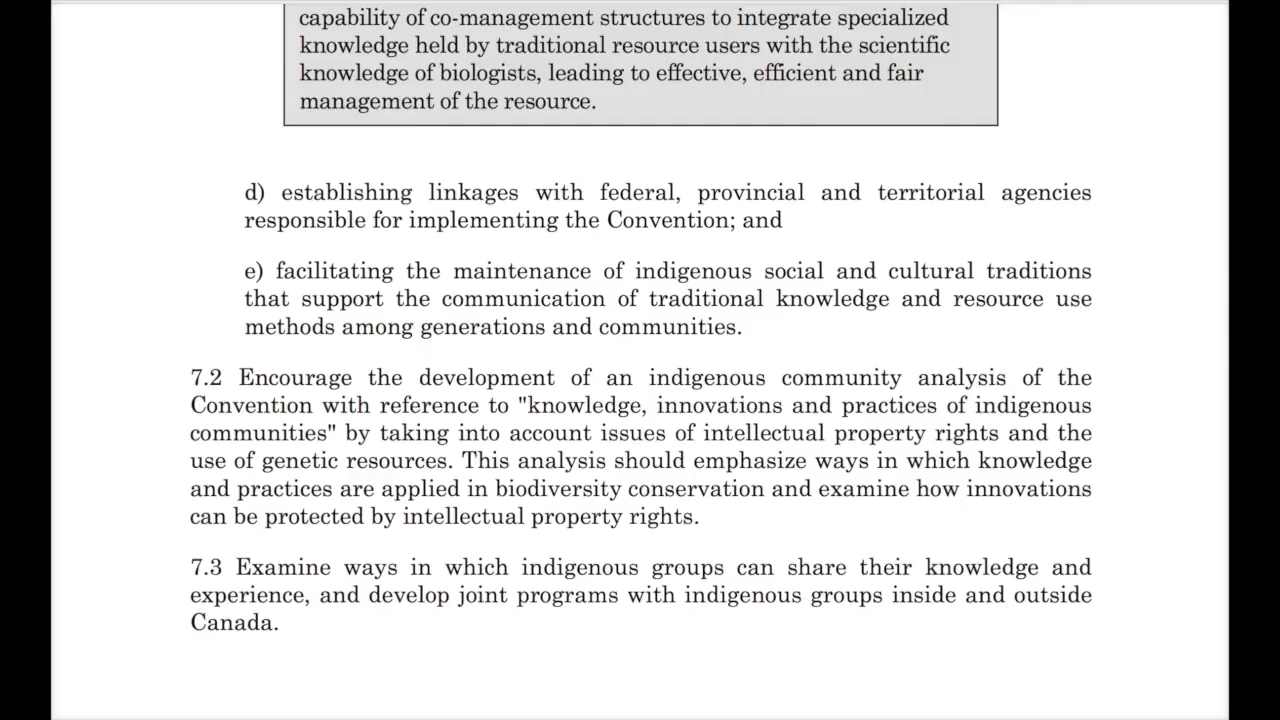 capability of co-management structures to integrate specialized
knowledge held by traditional resource users with the scientific
knowledge of biologists, leading to effective, efficient and fair
management of the resource.
d) establishing linkages with federal, provincial and territorial agencies
responsible for implementing the Convention; and
e) facilitating the maintenance of indigenous social and cultural traditions
that support the communication of traditional knowledge and resource use
methods among generations and communities.
7.2 Encourage the development of an indigenous community analysis of the
Convention with reference to "knowledge, innovations and practices of indigenous
communities" by taking into account issues of intellectual property rights and the
use of genetic resources. This analysis should emphasize ways in which knowledge
and practices are applied in biodiversity conservation and examine how innovations
can be protected by intellectual property rights.
7.3 Examine ways in which indigenous groups can share their knowledge and
experience, and develop joint programs with indigenous groups inside and outside
Canada.